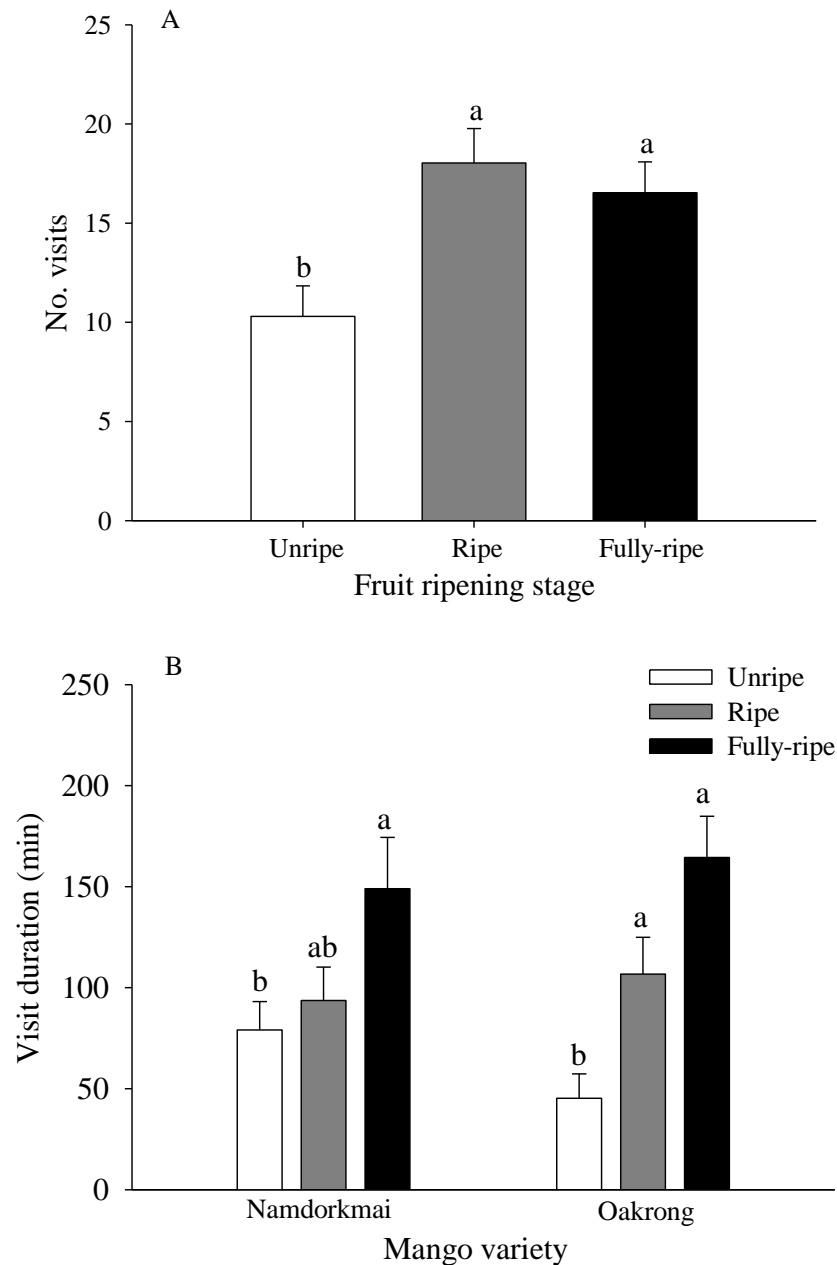 A
25
20
15
10
5
0
No. visits
b
a
a
Unripe Ripe Fully-ripe
Fruit ripening stage
B
250
200
150
100
50
0
Visit duration (min)
Unripe
Ripe
Fully-ripe
b
ab
a
b
a
a
Namdorkmai Oakrong
Mango variety